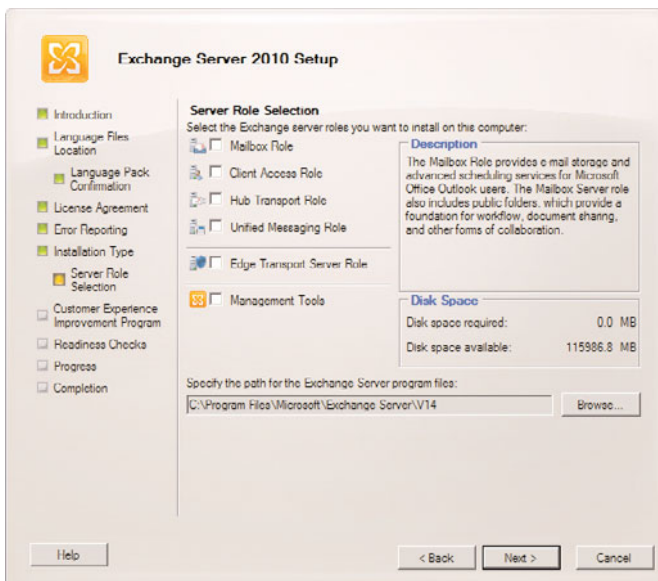 Exchange Server 2010 Setup
Introduction
Language Files
Location
Language Pack
Confirmation
License Agreement
Error Reporting
Installation Type
Server Role
Selection
Customer Experience
Improvement Program
Readiness Checks
Progress
Completion
Server Role Selection
Select the Exchange server roles you want to install on this computer:
Mailbox Role
Client Access Role
Hub Transport Role
Unified Messaging Role
Edge Transport Server Role
Management Tools
Description
The Mailbox Role provides e-mail storage and
advanced scheduling services for Microsoft
Office Outlook users. The Mailbox Server role
also includes public folders, which provide a
foundation for workflow, document sharing,
and other forms of collaboration.
Disk Space
Disk space required: 0.0 MB
Disk space available: 115986.8 MB
Specify the path for the Exchange Server program files:
C:\Program Files\Microsoft\Exchange Server\V14
Browse...
Help
< Back
Next >
Cancel